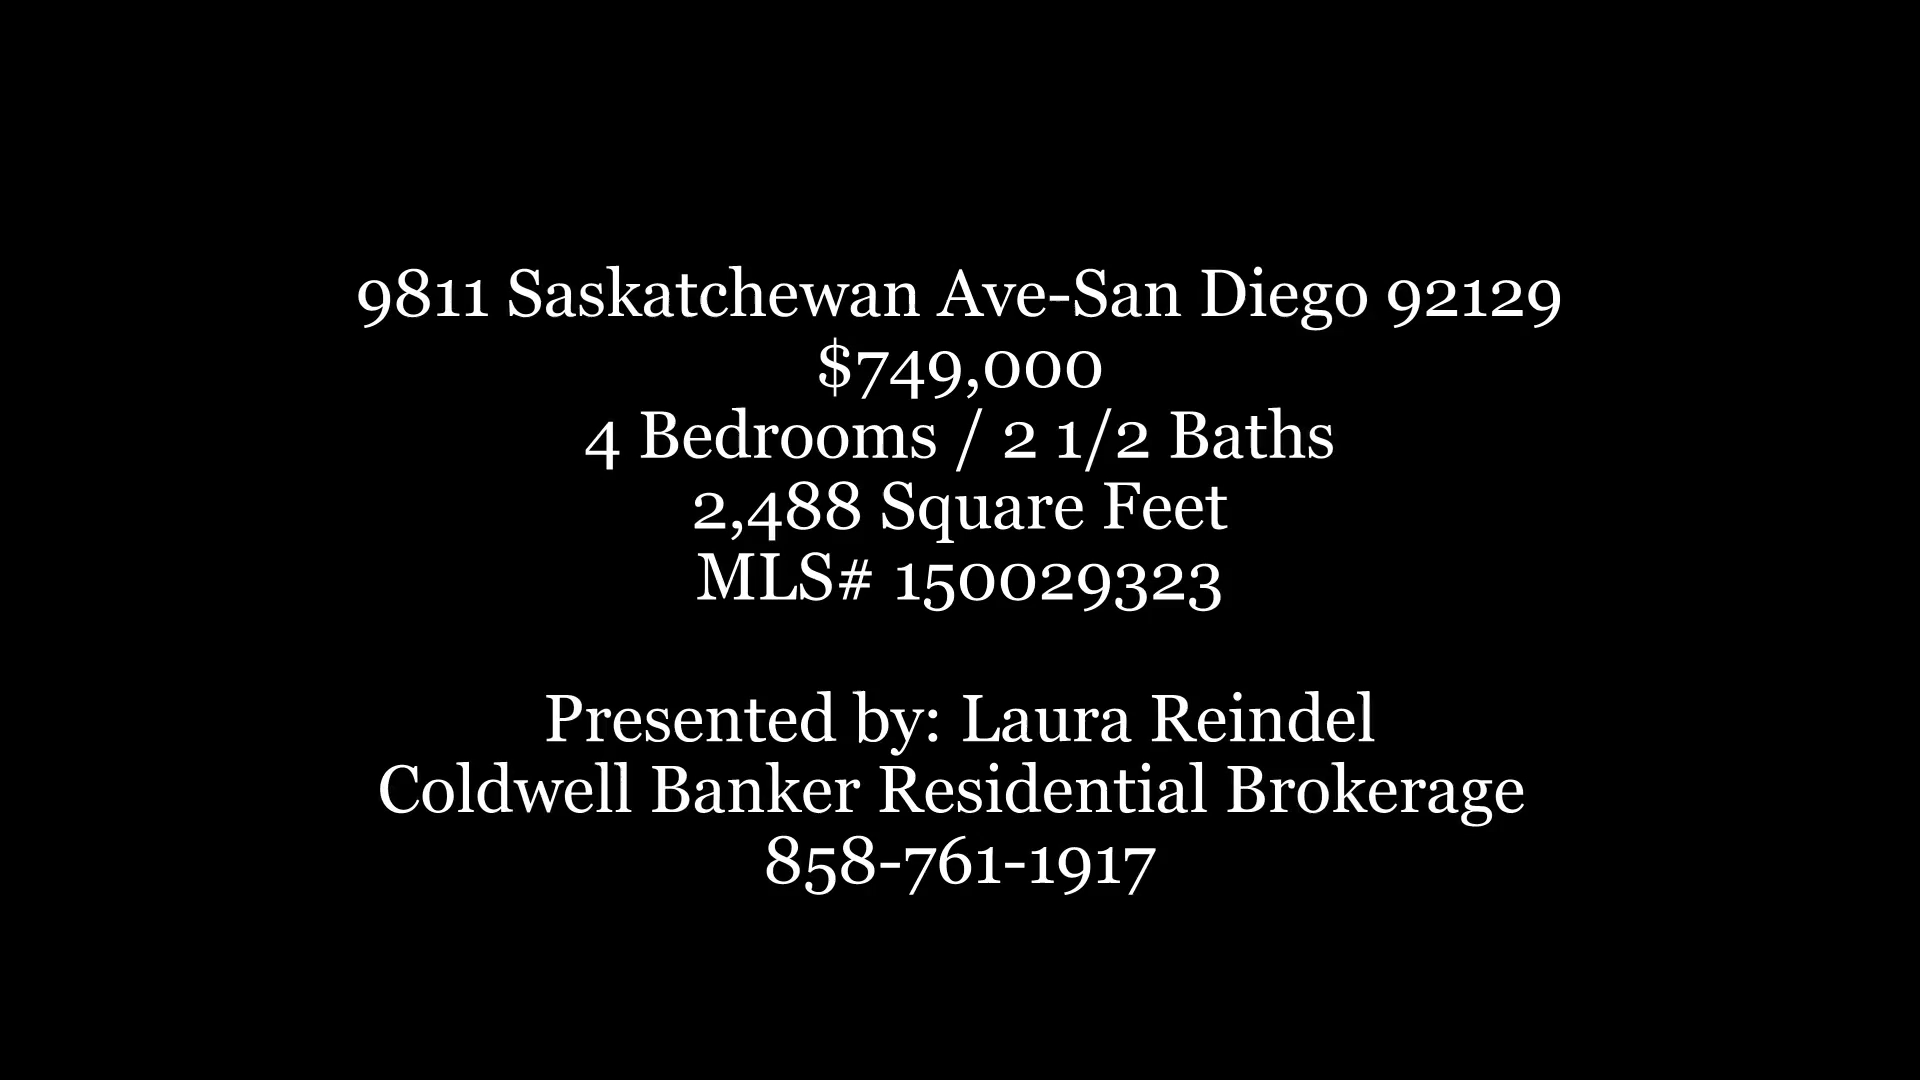 9811 Saskatchewan Ave-San Diego 92129
$749,000
4 Bedrooms / 2 1/2 Baths
2,488 Square Feet
MLS# 150029323
Presented by: Laura Reindel
Coldwell Banker Residential Brokerage
858-761-1917